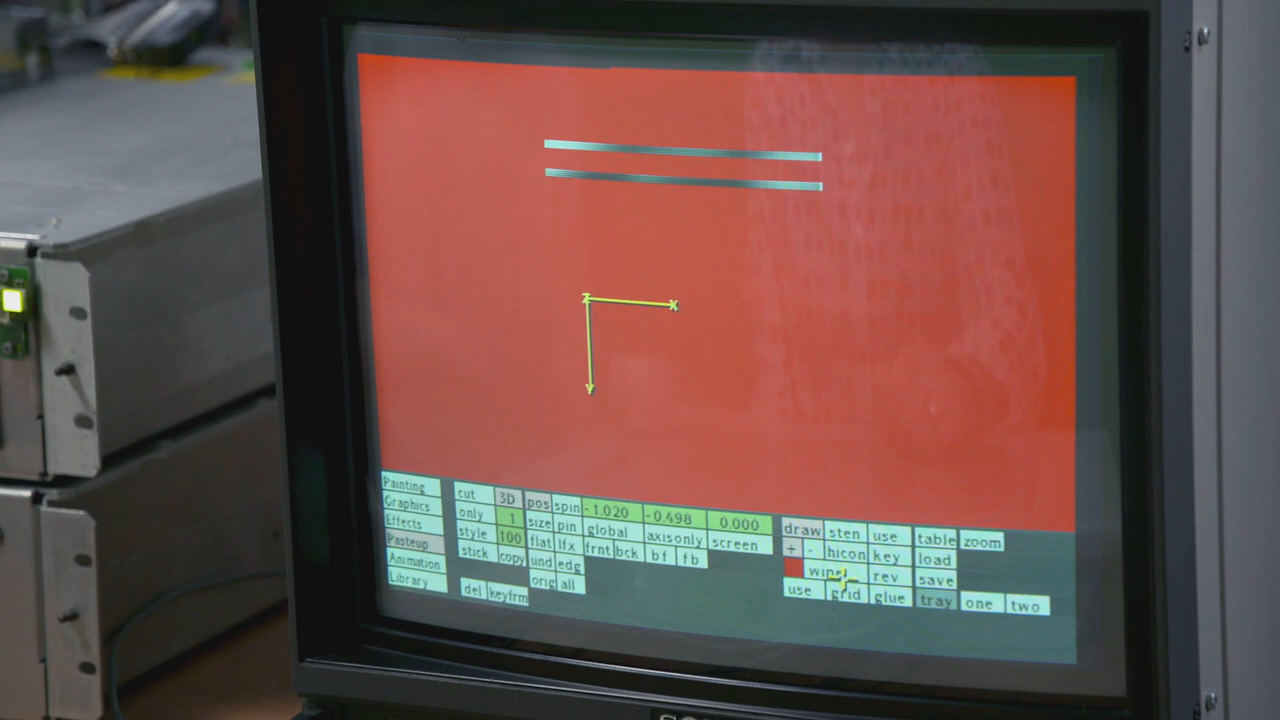 z x
y
Painting
Graphics
Effects
Pasteup
Animation
Library
cut 3D pos spin -1.020 -0.498 0.000
only 1 size pin global axisonly screen
style 100 flat lfx frnt bck bf fb
stick copy und edg
orig all
del keyfrm
draw sten use table zoom
+ - hicon key load
rev save
use grid glue tray one two